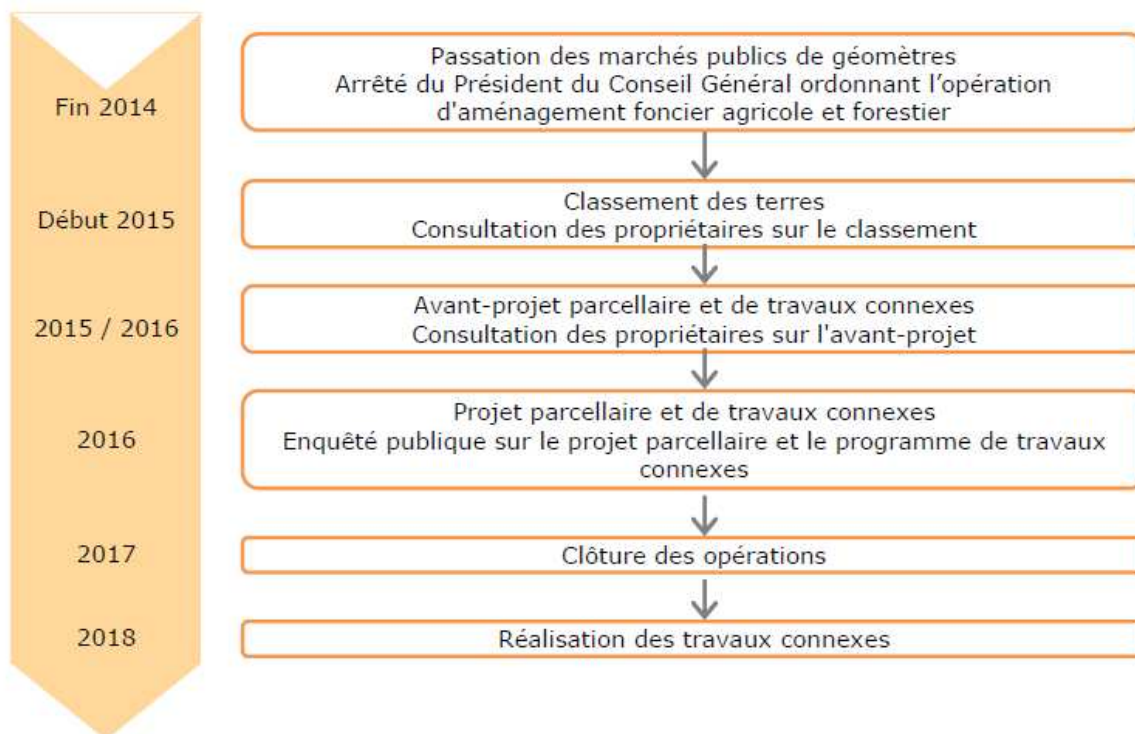 Fin 2014
Passation des marchés publics de géomètres
Arrêté du Président du Conseil Général ordonnant l'opération
d'aménagement foncier agricole et forestier
Début 2015
Classement des terres
Consultation des propriétaires sur le classement
2015 / 2016
Avant-projet parcellaire et de travaux connexes
Consultation des propriétaires sur l'avant-projet
2016
Projet parcellaire et de travaux connexes
Enquêté publique sur le projet parcellaire et le programme de travaux
connexes
2017
Clôture des opérations
2018
Réalisation des travaux connexes